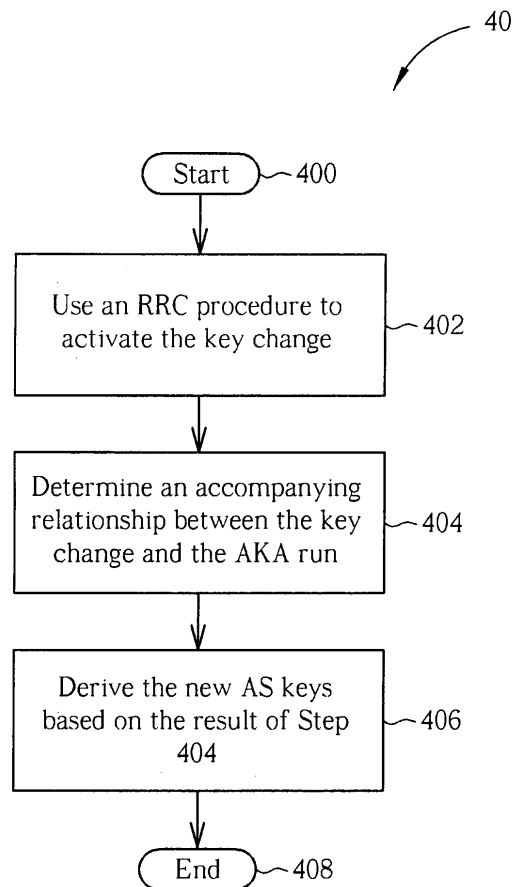 40
Start
400
Use an RRC procedure to
activate the key change
402
Determine an accompanying
relationship between the key
change and the AKA run
404
Derive the new AS keys
based on the result of Step
404
406
End
408